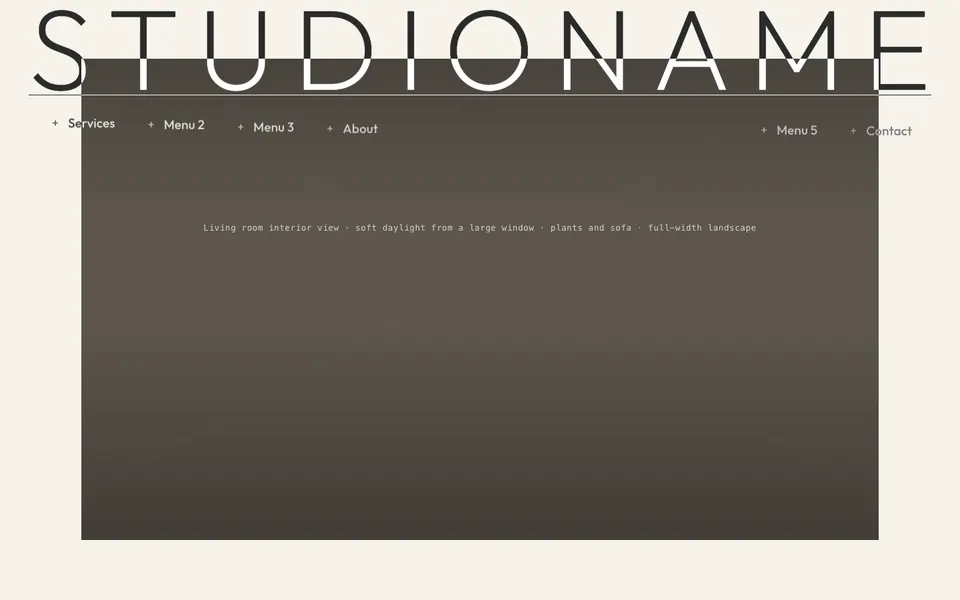 STUDIONAME
+ Services + Menu 2 + Menu 3 + About + Menu 5 + Contact
Living room interior view · soft daylight from a large window · plants and sofa · full-width landscape